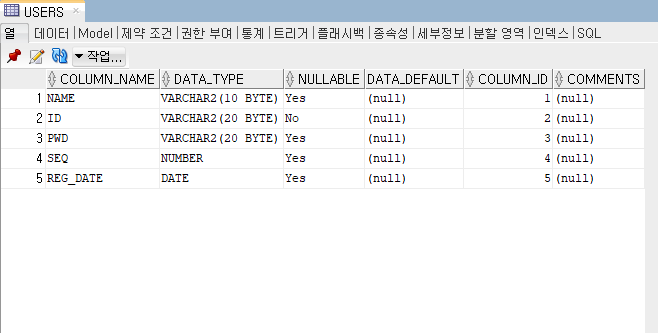 USERS
열 데이터 Model 제약 조건 권한 부여 통계 트리거 플래시백 종속성 세부정보 분할 영역 인덱스 SQL
작업...
COLUMN_NAME DATA_TYPE NULLABLE DATA_DEFAULT COLUMN_ID COMMENTS
1 NAME VARCHAR2(10 BYTE) Yes (null) 1 (null)
2 ID VARCHAR2(20 BYTE) No (null) 2 (null)
3 PWD VARCHAR2(20 BYTE) Yes (null) 3 (null)
4 SEQ NUMBER Yes (null) 4 (null)
5 REG_DATE DATE Yes (null) 5 (null)